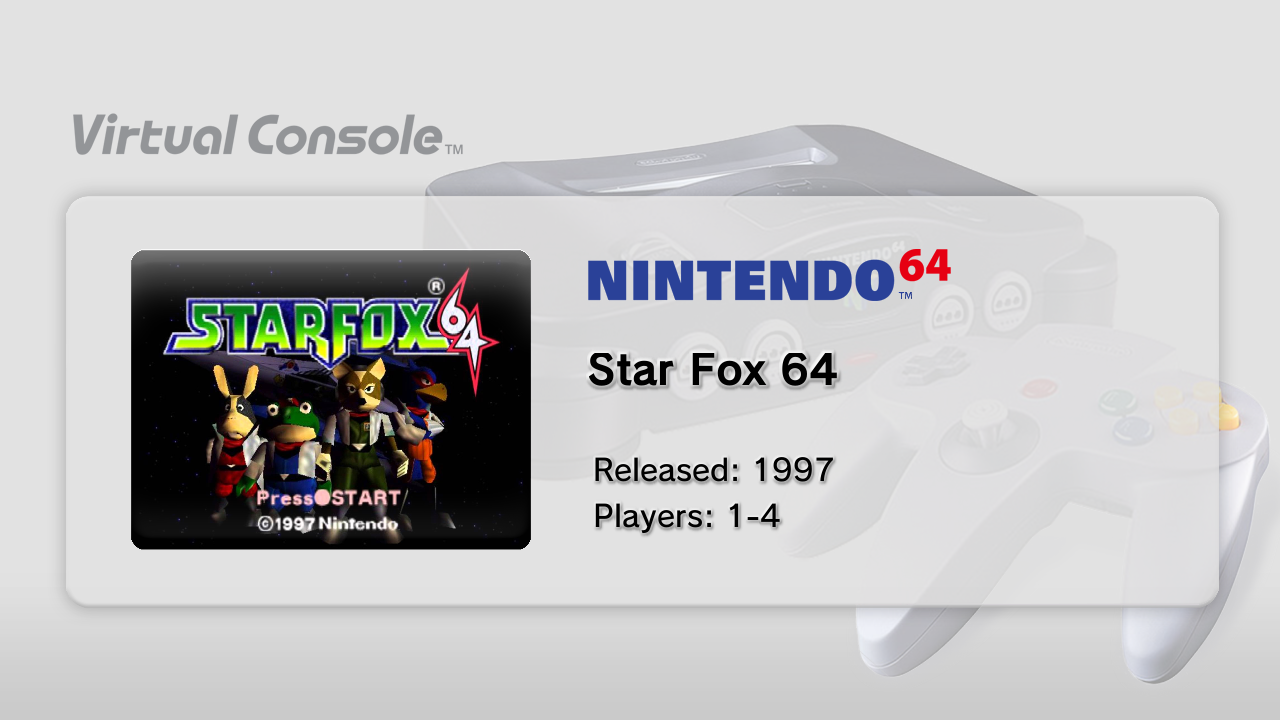 Virtual Console™
STARFOX 64®
Press●START
©1997 Nintendo
NINTENDO64™
Star Fox 64
Released: 1997
Players: 1-4